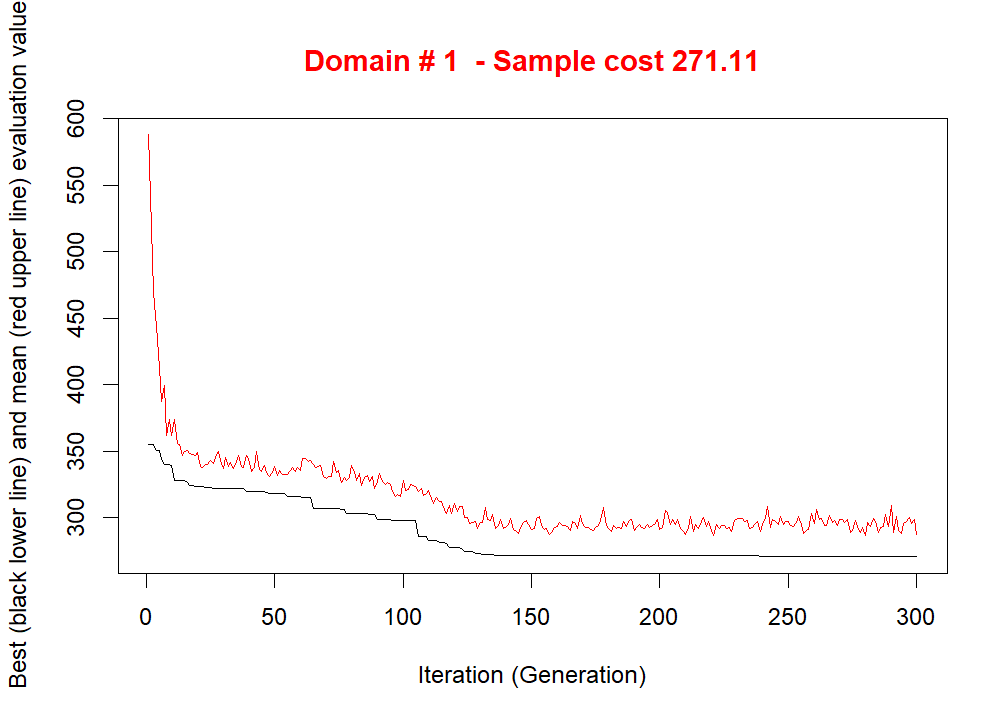 Domain # 1  - Sample cost 271.11
Best (black lower line) and mean (red upper line) evaluation value
600
550
500
450
400
350
300
0 50 100 150 200 250 300
Iteration (Generation)